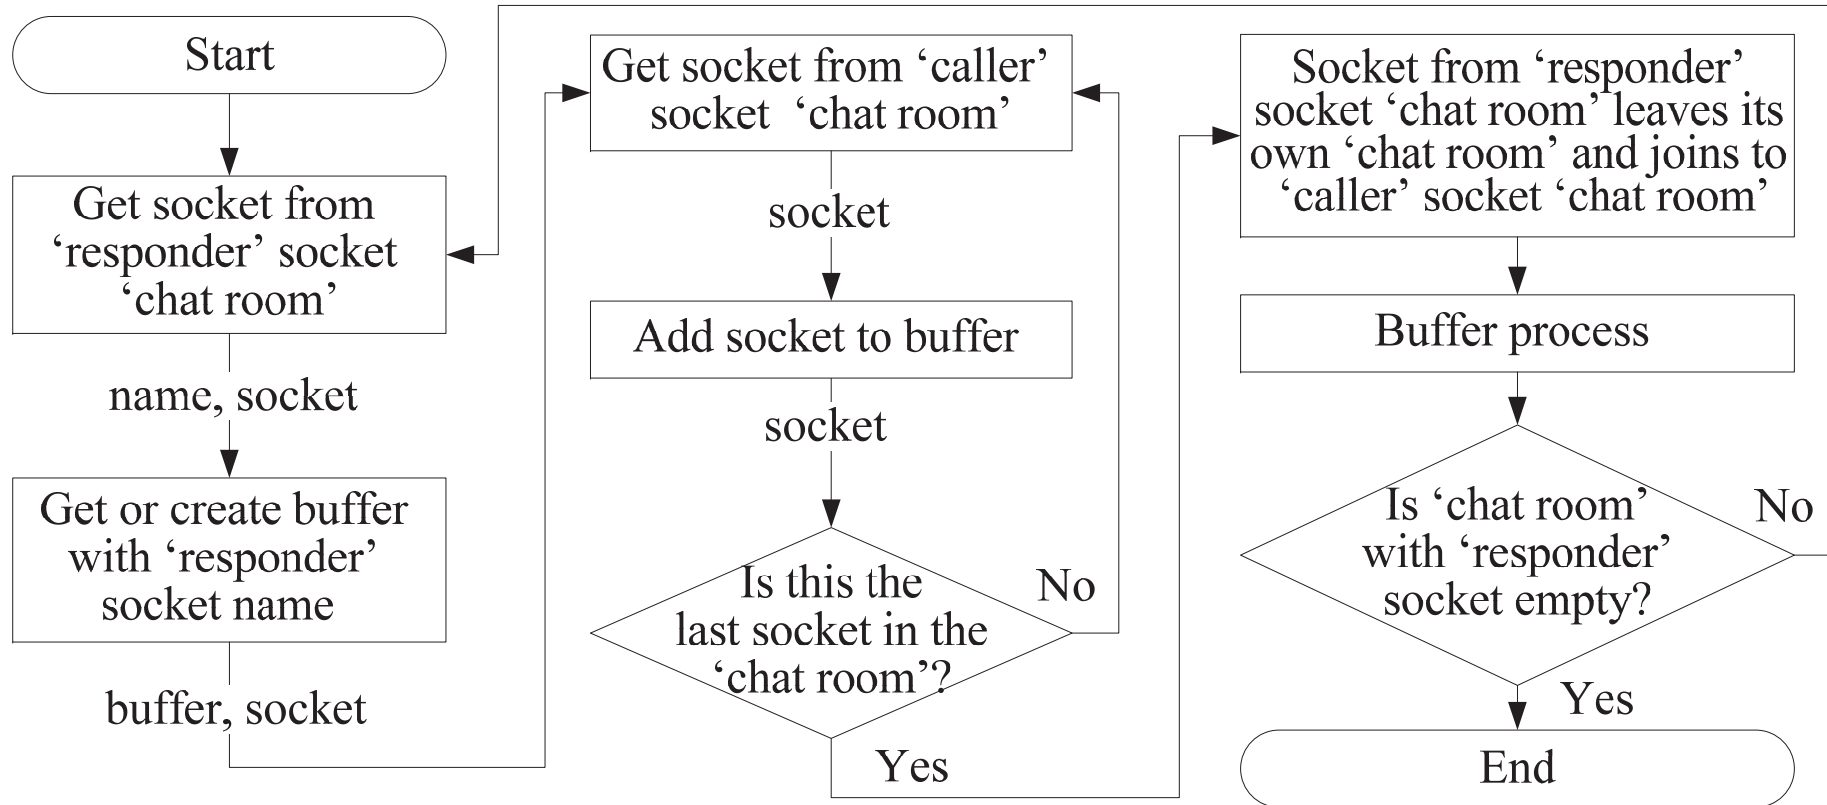 Start
Get socket from
‘responder’ socket
‘chat room’
name, socket
Get or create buffer
with ‘responder’
socket name
buffer, socket
Get socket from ‘caller’
socket ‘chat room’
socket
Add socket to buffer
socket
Is this the
last socket in the
‘chat room’?
No
Yes
Socket from ‘responder’
socket ‘chat room’ leaves its
own ‘chat room’ and joins to
‘caller’ socket ‘chat room’
Buffer process
Is ‘chat room’
with ‘responder’
socket empty?
No
Yes
End